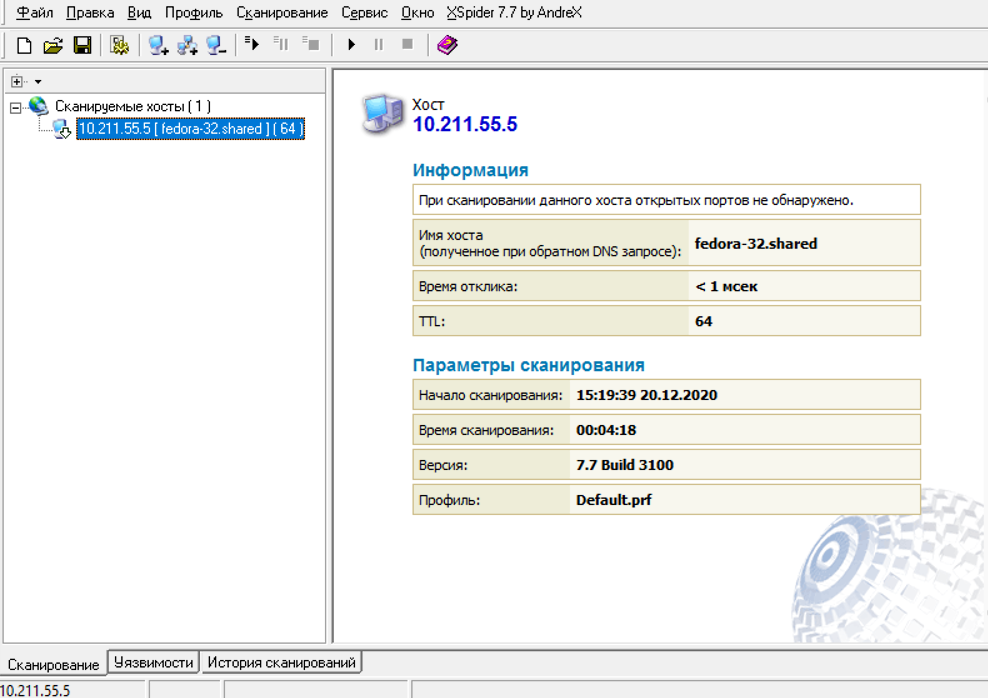 Файл Правка Вид Профиль Сканирование Сервис Окно XSpider 7.7 by AndreX
Сканируемые хосты ( 1 )
10.211.55.5 [ fedora-32.shared ] ( 64 )
Хост
10.211.55.5
Информация
При сканировании данного хоста открытых портов не обнаружено.
Имя хоста
(полученное при обратном DNS запросе): fedora-32.shared
Время отклика: < 1 мсек
TTL: 64
Параметры сканирования
Начало сканирования: 15:19:39 20.12.2020
Время сканирования: 00:04:18
Версия: 7.7 Build 3100
Профиль: Default.prf
Сканирование Уязвимости История сканирований
10.211.55.5